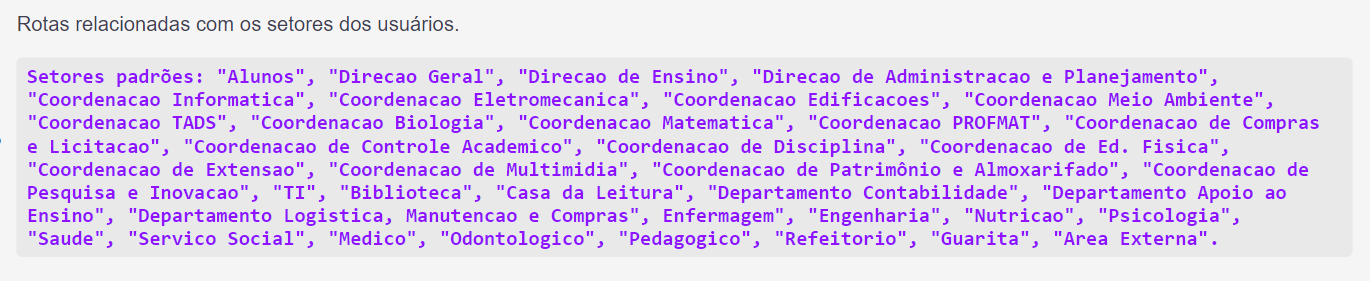 Rotas relacionadas com os setores dos usuários.
Setores padrões: "Alunos", "Direcao Geral", "Direcao de Ensino", "Direcao de Administracao e Planejamento",
"Coordenacao Informatica", "Coordenacao Eletromecanica", "Coordenacao Edificacoes", "Coordenacao Meio Ambiente",
"Coordenacao TADS", "Coordenacao Biologia", "Coordenacao Matematica", "Coordenacao PROFMAT", "Coordenacao de Compras
e Licitacao", "Coordenacao de Controle Academico", "Coordenacao de Disciplina", "Coordenacao de Ed. Fisica",
"Coordenacao de Extensao", "Coordenacao de Multimidia", "Coordenacao de Patrimônio e Almoxarifado", "Coordenacao de
Pesquisa e Inovacao", "TI", "Biblioteca", "Casa da Leitura", "Departamento Contabilidade", "Departamento Apoio ao
Ensino", "Departamento Logistica, Manutencao e Compras", Enfermagem", "Engenharia", "Nutricao", "Psicologia",
"Saude", "Servico Social", "Medico", "Odontologico", "Pedagogico", "Refeitorio", "Guarita", "Area Externa".